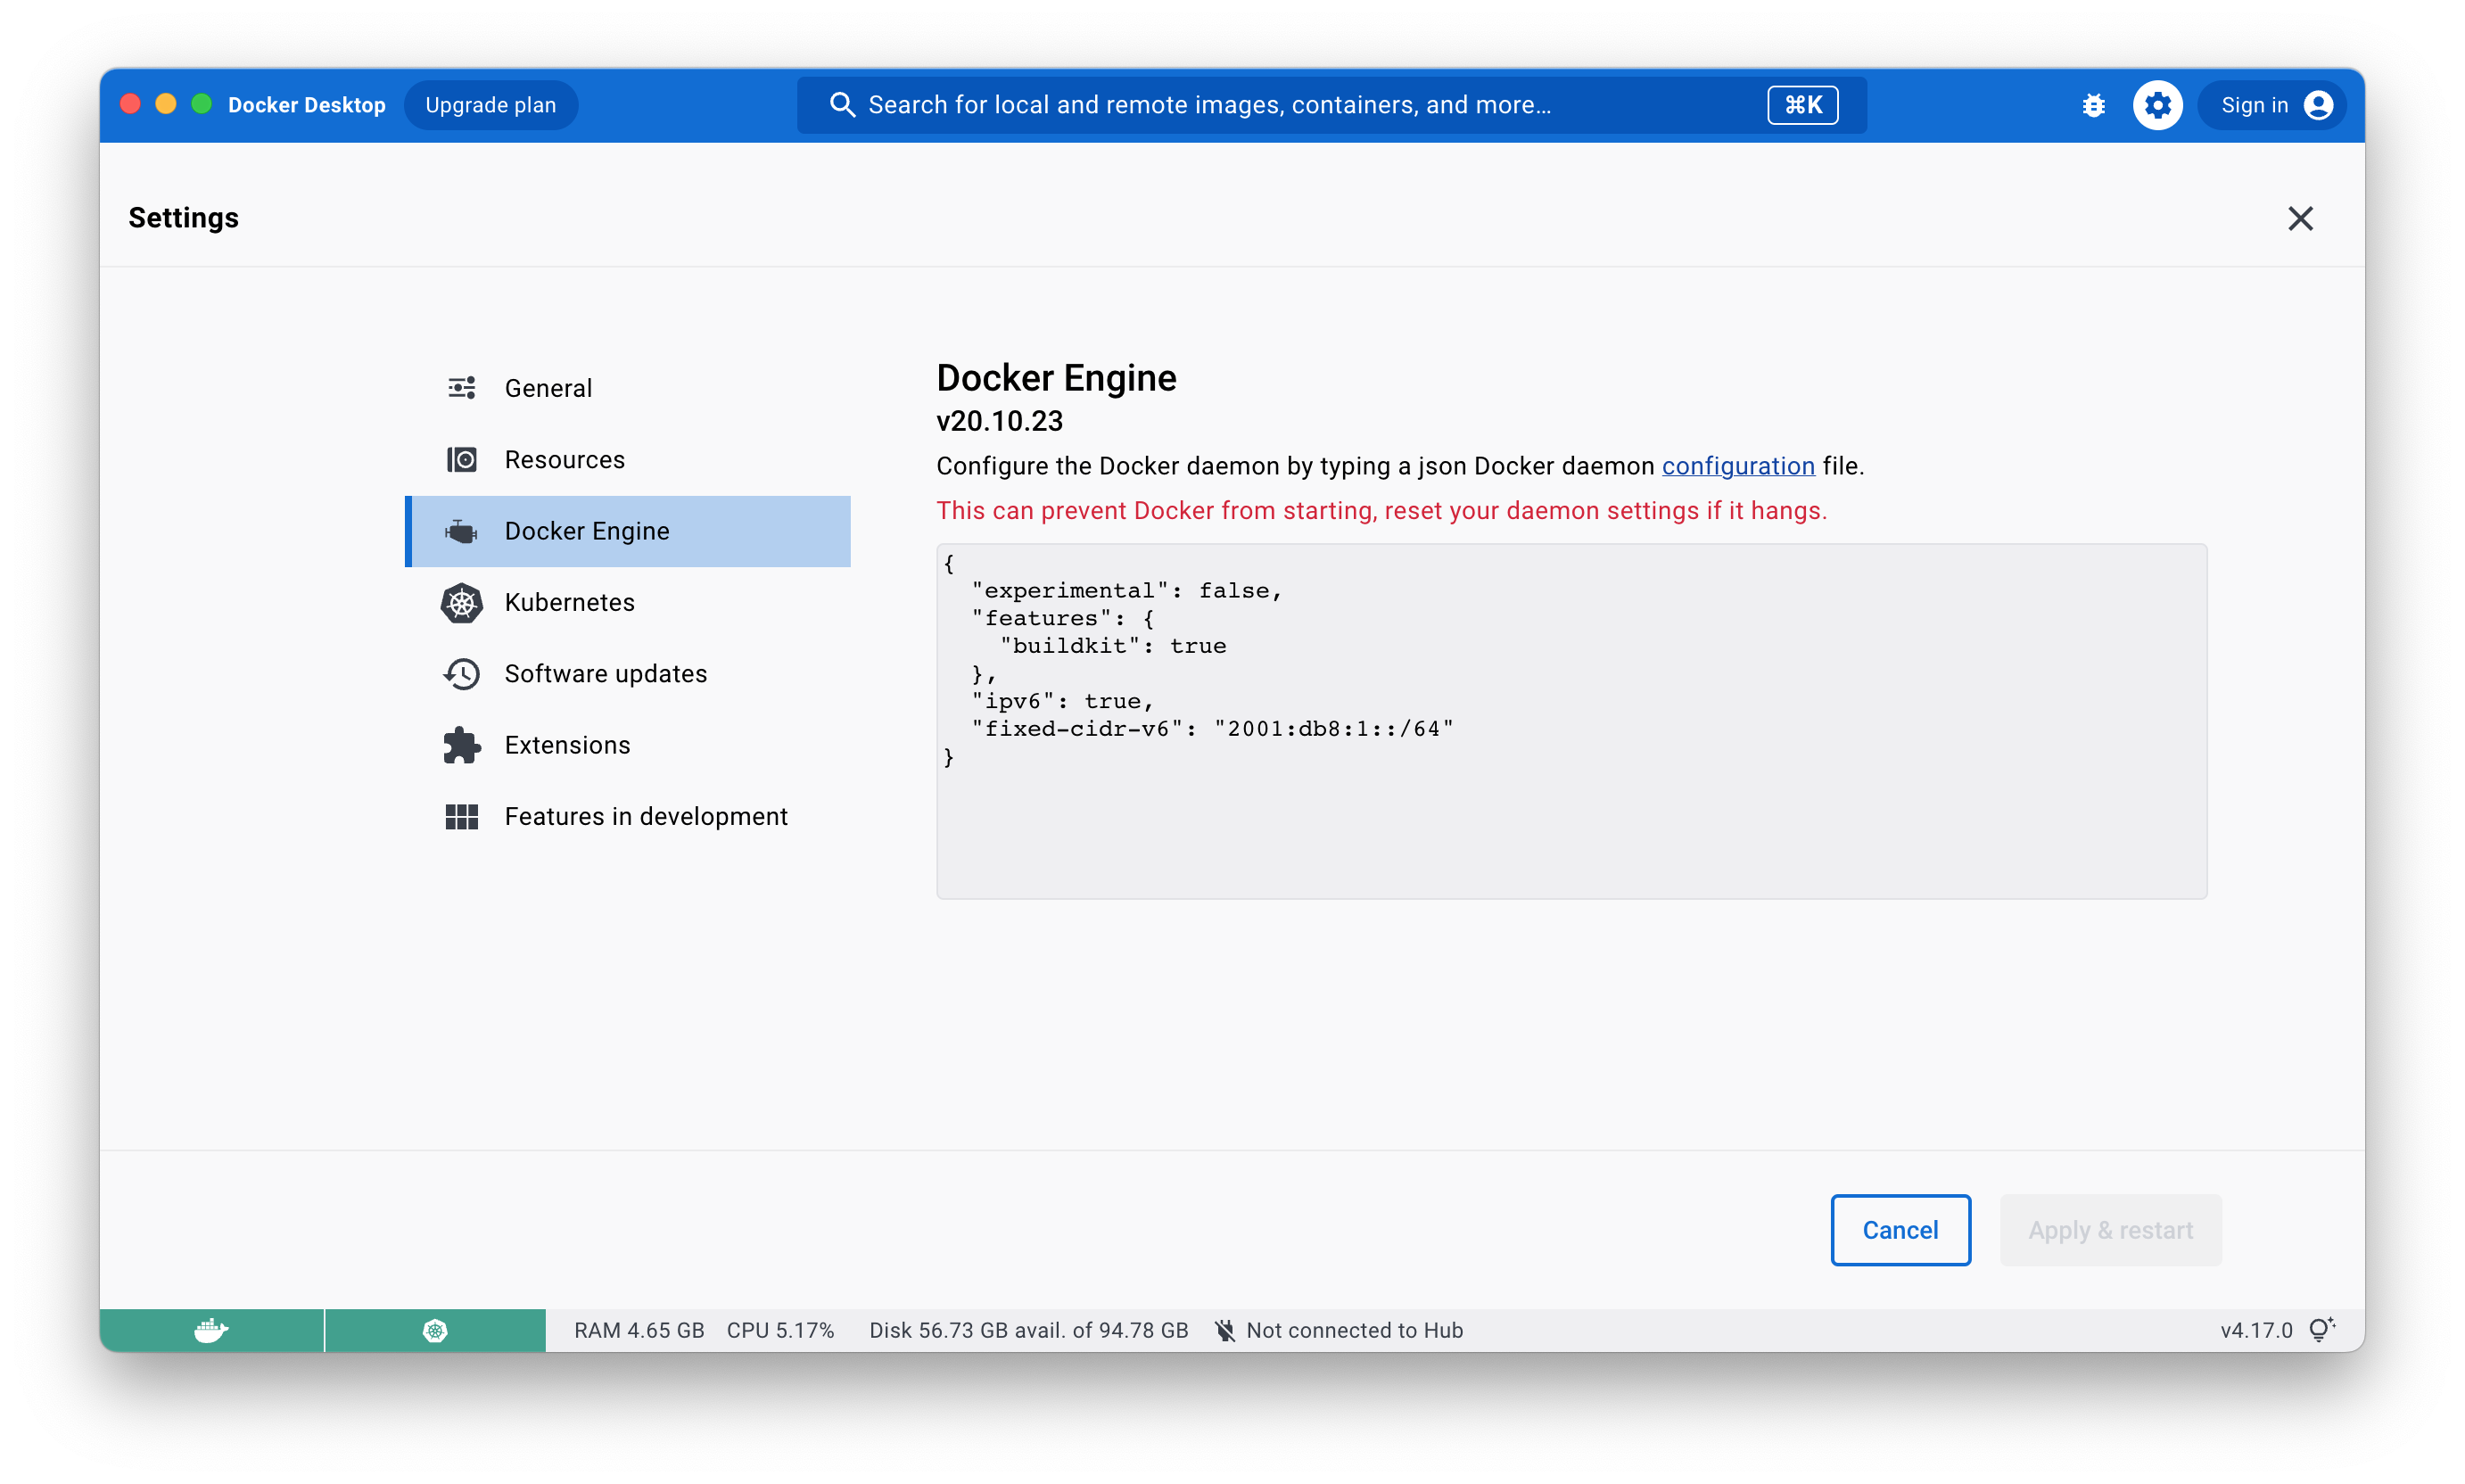 Docker Desktop Upgrade plan Search for local and remote images, containers, and more... ⌘K Sign in
Settings
General
Resources
Docker Engine
Kubernetes
Software updates
Extensions
Features in development
Docker Engine
v20.10.23
Configure the Docker daemon by typing a json Docker daemon configuration file.
This can prevent Docker from starting, reset your daemon settings if it hangs.
{
  "experimental": false,
  "features": {
    "buildkit": true
  },
  "ipv6": true,
  "fixed-cidr-v6": "2001:db8:1::/64"
}
Cancel Apply & restart
RAM 4.65 GB CPU 5.17% Disk 56.73 GB avail. of 94.78 GB Not connected to Hub v4.17.0